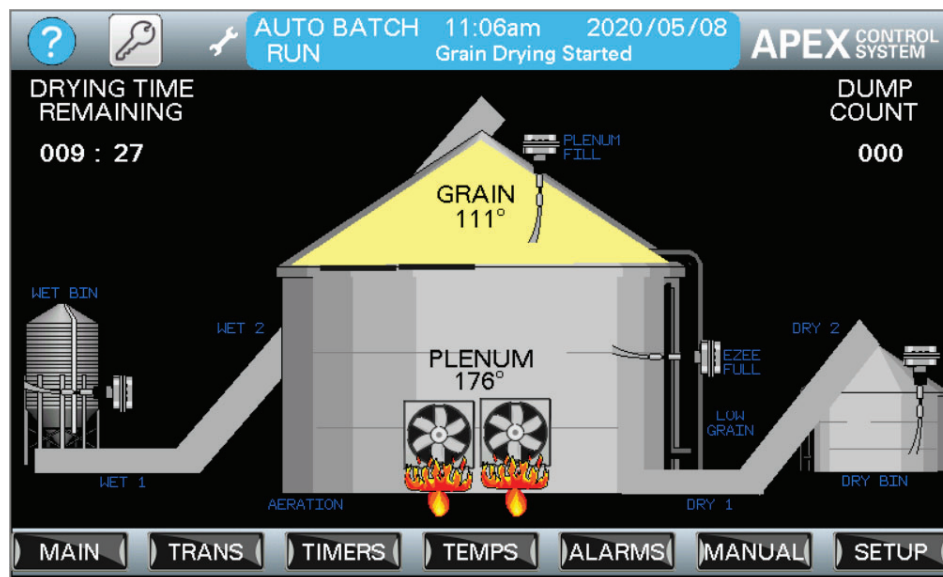 ?
AUTO BATCH 11:06am 2020/05/08
RUN Grain Drying Started
APEX CONTROL SYSTEM
DRYING TIME
REMAINING
009 : 27
DUMP
COUNT
000
PLENUM
FILL
GRAIN
111°
WET BIN
WET 2
DRY 2
PLENUM
176°
EZEE
FULL
LOW
GRAIN
WET 1
DRY BIN
AERATION
DRY 1
MAIN TRANS TIMERS TEMPS ALARMS MANUAL SETUP